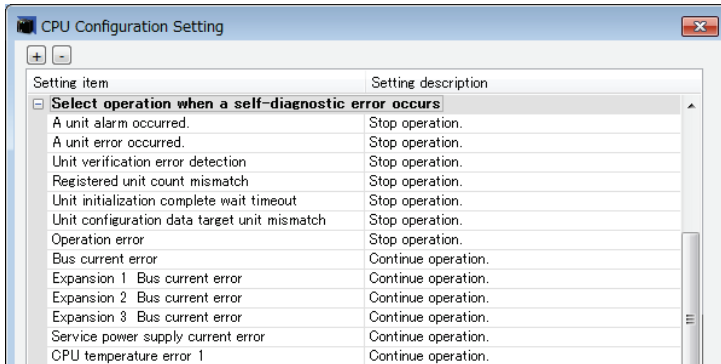 CPU Configuration Setting
+ -
Setting item Setting description
Select operation when a self-diagnostic error occurs
A unit alarm occurred. Stop operation.
A unit error occurred. Stop operation.
Unit verification error detection Stop operation.
Registered unit count mismatch Stop operation.
Unit initialization complete wait timeout Stop operation.
Unit configuration data target unit mismatch Stop operation.
Operation error Stop operation.
Bus current error Continue operation.
Expansion 1 Bus current error Continue operation.
Expansion 2 Bus current error Continue operation.
Expansion 3 Bus current error Continue operation.
Service power supply current error Continue operation.
CPU temperature error 1 Continue operation.